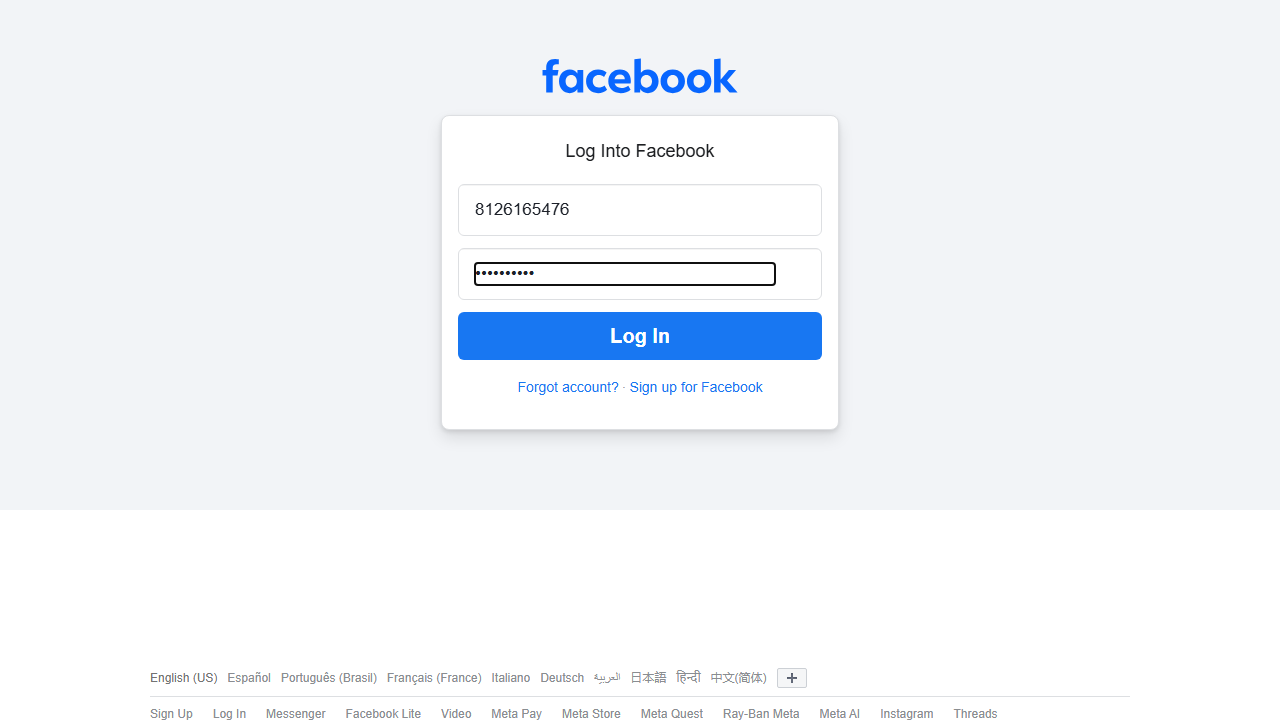 facebook
Log Into Facebook
8126165476
••••••••••
Log In
Forgot account? · Sign up for Facebook
English (US) Español Português (Brasil) Français (France) Italiano Deutsch العربية 日本語 हिन्दी 中文(简体)
Sign Up Log In Messenger Facebook Lite Video Meta Pay Meta Store Meta Quest Ray-Ban Meta Meta AI Instagram Threads